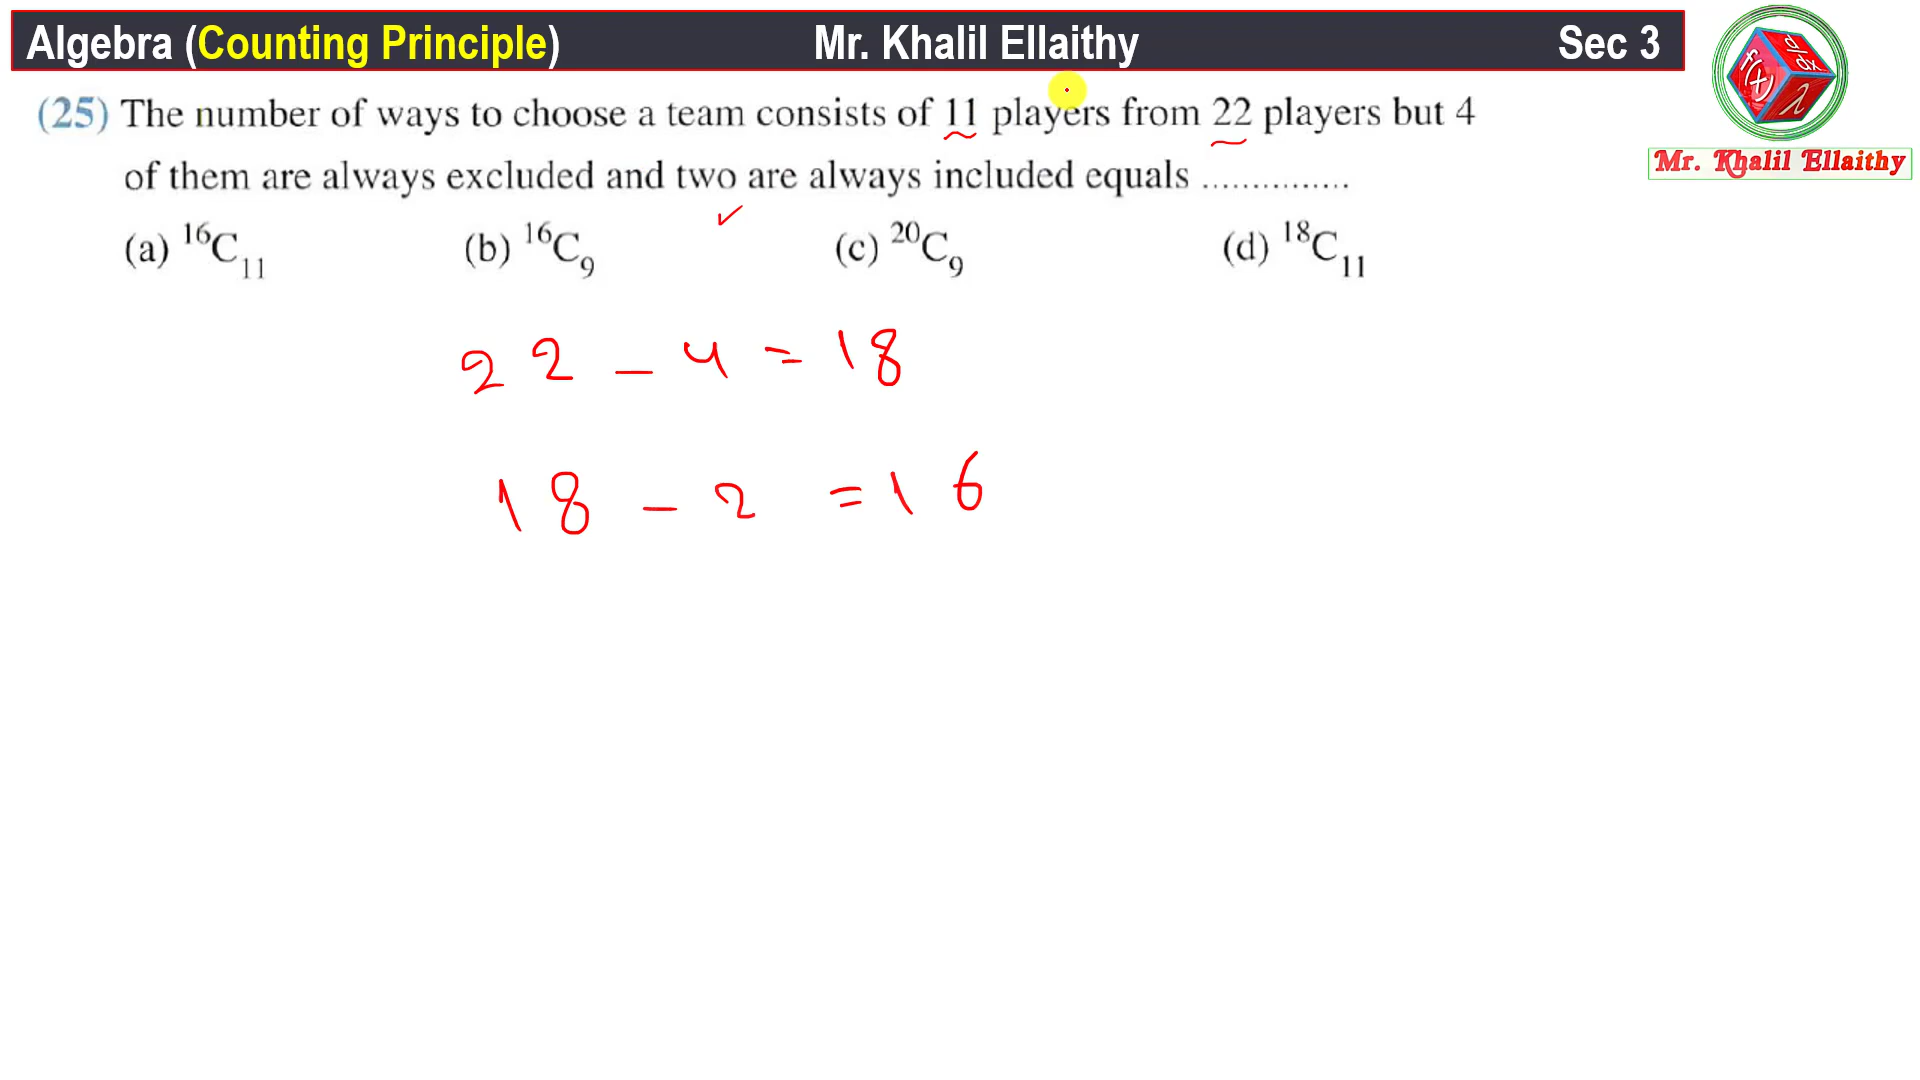 Algebra (Counting Principle) Mr. Khalil Ellaithy Sec 3
f(x) d/dx λ
Mr. Khalil Ellaithy
(25) The number of ways to choose a team consists of 11 players from 22 players but 4
of them are always excluded and two are always included equals ...............
(a) ¹⁶C₁₁ (b) ¹⁶C₉ (c) ²⁰C₉ (d) ¹⁸C₁₁
22 - 4 = 18
18 - 2 = 16